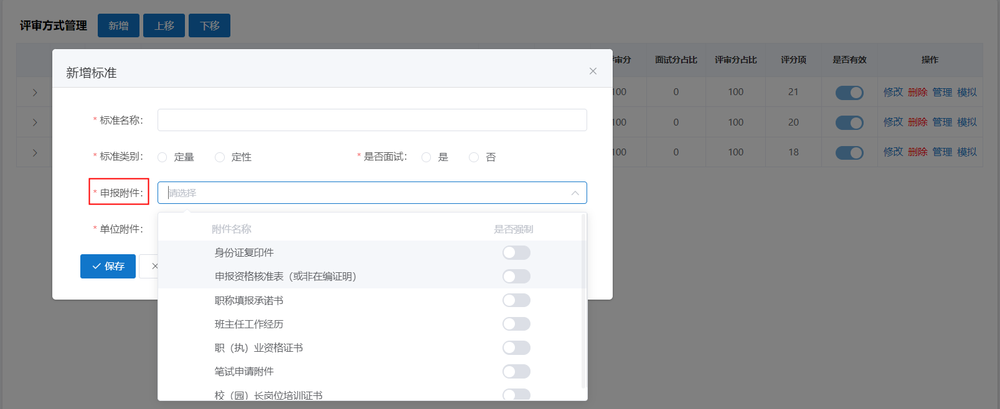 评审方式管理 新增 上移 下移
评审分 面试分占比 评审分占比 评分项 是否有效 操作
100 0 100 21 修改 删除 管理 模拟
100 0 100 20 修改 删除 管理 模拟
100 0 100 18 修改 删除 管理 模拟
新增标准
* 标准名称：
* 标准类别： 定量 定性 * 是否面试： 是 否
* 申报附件： 请选择
* 单位附件：
保存
附件名称 是否强制
身份证复印件
申报资格核准表（或非在编证明）
职称填报承诺书
班主任工作经历
职（执）业资格证书
笔试申请附件
校（园）长岗位培训证书